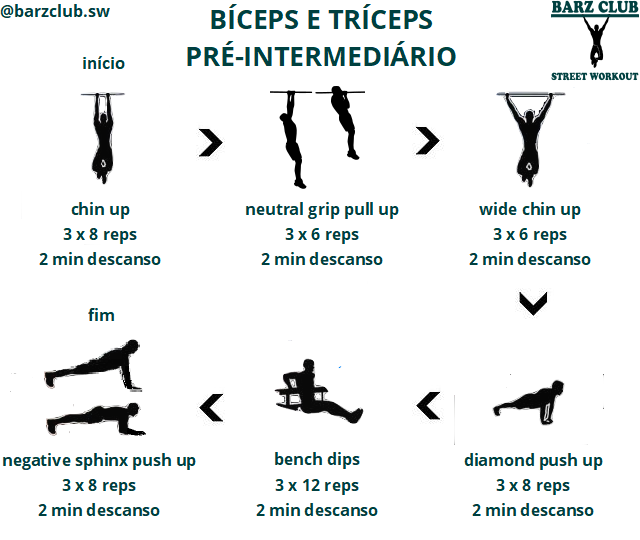 @barzclub.sw
BÍCEPS E TRÍCEPS
PRÉ-INTERMEDIÁRIO
BARZ CLUB
STREET WORKOUT
início
chin up
3 x 8 reps
2 min descanso
neutral grip pull up
3 x 6 reps
2 min descanso
wide chin up
3 x 6 reps
2 min descanso
diamond push up
3 x 8 reps
2 min descanso
bench dips
3 x 12 reps
2 min descanso
fim
negative sphinx push up
3 x 8 reps
2 min descanso